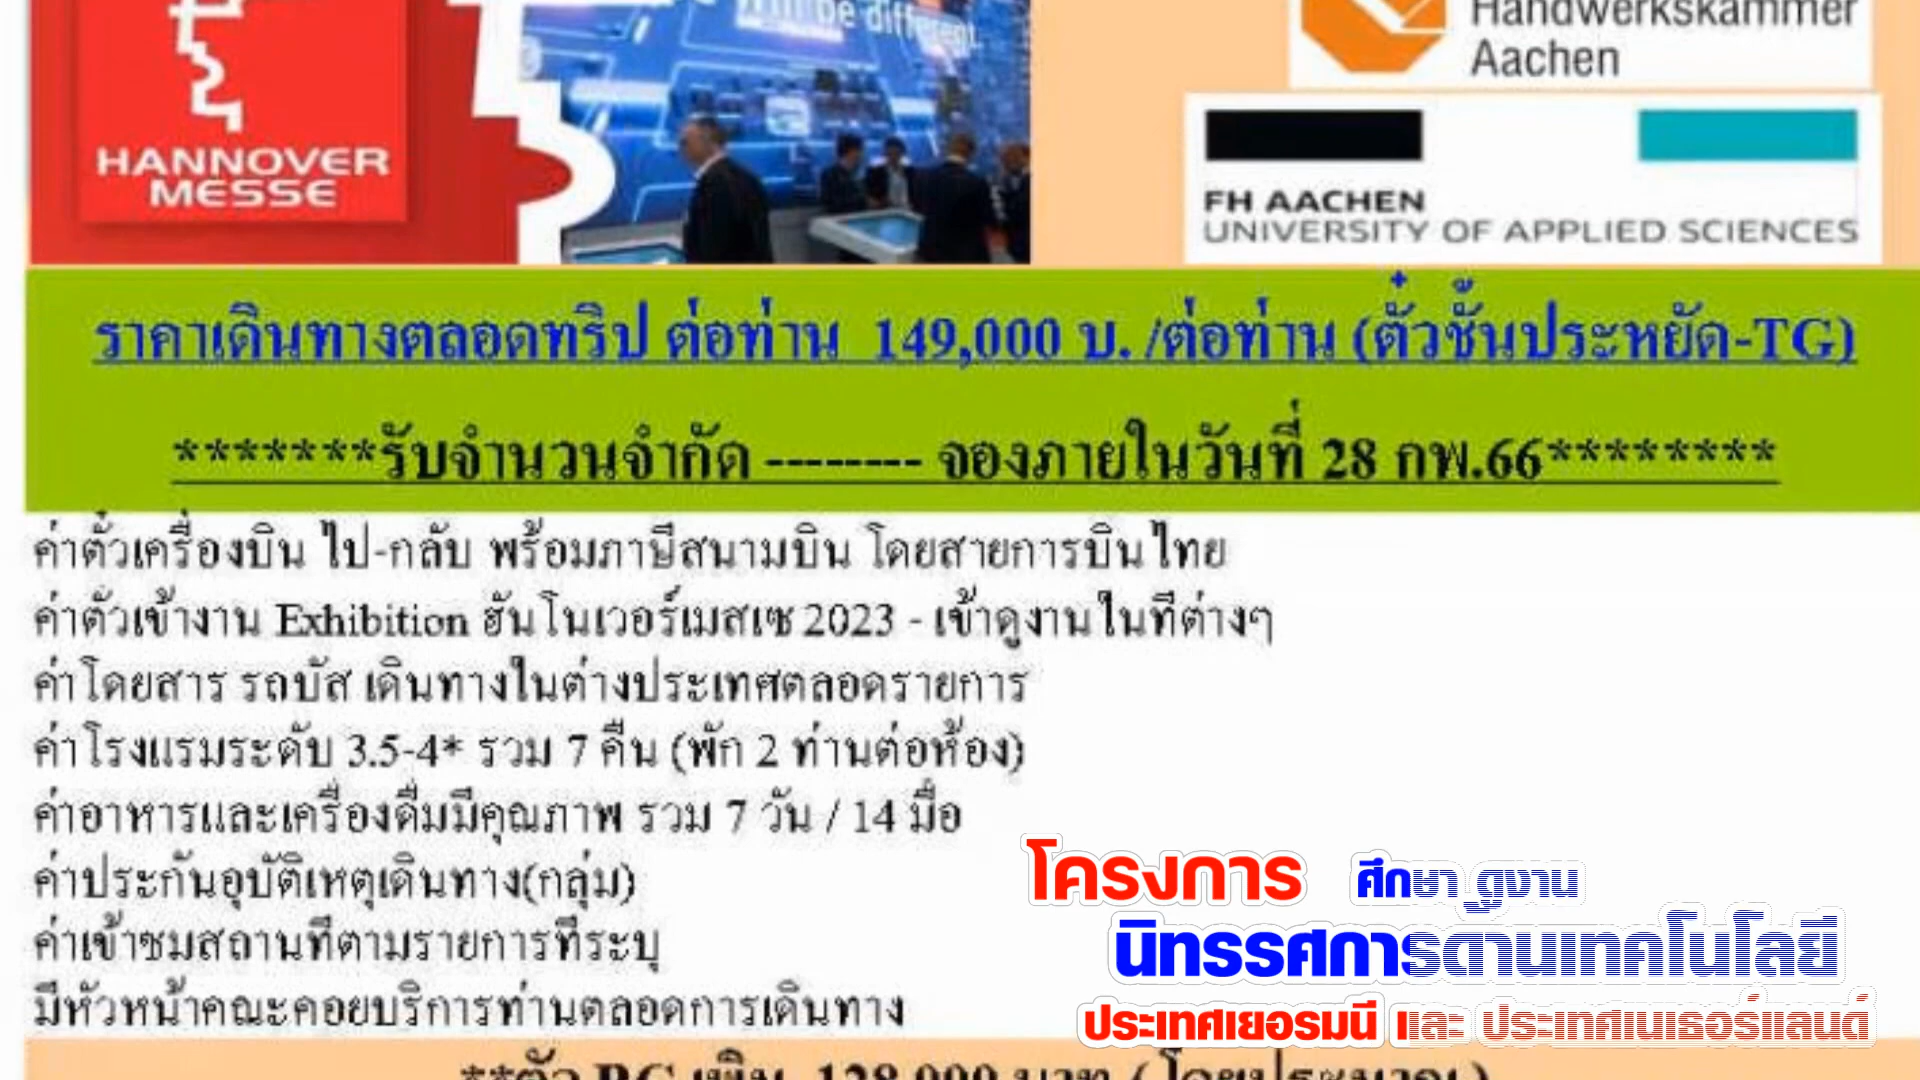 will be different.
Handwerkskammer
Aachen
HANNOVER
MESSE
FH AACHEN
UNIVERSITY OF APPLIED SCIENCES
ราคาเดินทางตลอดทริป ต่อท่าน 149,000 บ. /ต่อท่าน (ตั๋วชั้นประหยัด-TG)
*******รับจำนวนจำกัด -------- จองภายในวันที่ 28 กพ.66********
ค่าตั๋วเครื่องบิน ไป-กลับ พร้อมภาษีสนามบิน โดยสายการบินไทย
ค่าตั๋วเข้างาน Exhibition ฮันโนเวอร์เมสเซ 2023 - เข้าดูงานในที่ต่างๆ
ค่าโดยสาร รถบัส เดินทางในต่างประเทศตลอดรายการ
ค่าโรงแรมระดับ 3.5-4* รวม 7 คืน (พัก 2 ท่านต่อห้อง)
ค่าอาหารและเครื่องดื่มมีคุณภาพ รวม 7 วัน / 14 มื้อ
ค่าประกันอุบัติเหตุเดินทาง(กลุ่ม)
ค่าเข้าชมสถานที่ตามรายการที่ระบุ
มีหัวหน้าคณะคอยบริการท่านตลอดการเดินทาง
โครงการ ศึกษา ดูงาน
นิทรรศการด้านเทคโนโลยี
ประเทศเยอรมนี และ ประเทศเนเธอร์แลนด์